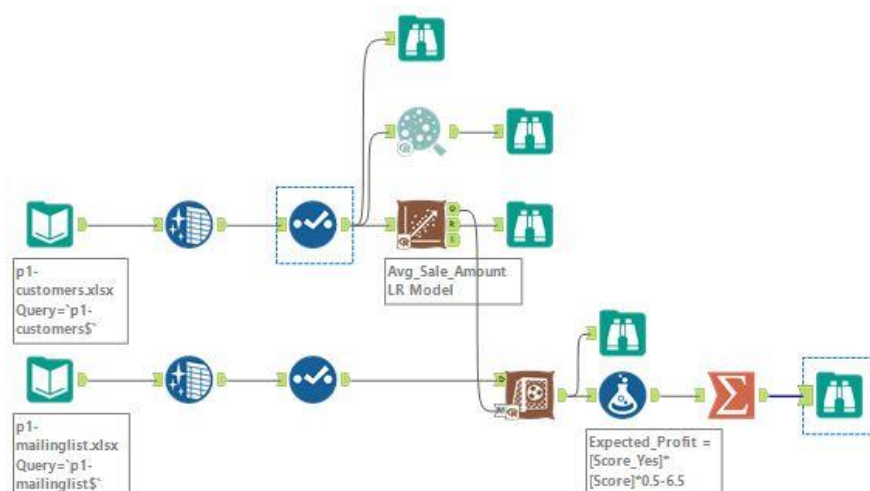 p1-
customers.xlsx
Query=`p1-
customers$`
Avg_Sale_Amount
LR Model
O
R
I
p1-
mailinglist.xlsx
Query=`p1-
mailinglist$`
D
M
Expected_Profit =
[Score_Yes]*
[Score]*0.5-6.5